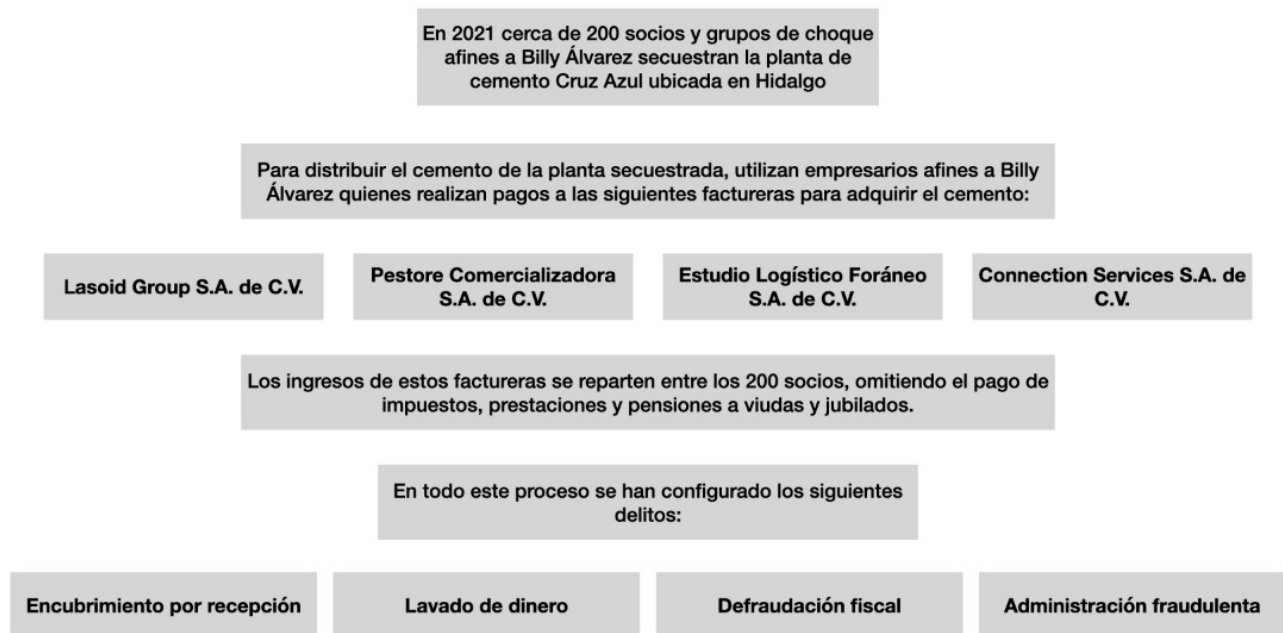 En 2021 cerca de 200 socios y grupos de choque
afines a Billy Álvarez secuestran la planta de
cemento Cruz Azul ubicada en Hidalgo
Para distribuir el cemento de la planta secuestrada, utilizan empresarios afines a Billy
Álvarez quienes realizan pagos a las siguientes factureras para adquirir el cemento:
Lasoid Group S.A. de C.V.
Pestore Comercializadora
S.A. de C.V.
Estudio Logístico Foráneo
S.A. de C.V.
Connection Services S.A. de
C.V.
Los ingresos de estos factureras se reparten entre los 200 socios, omitiendo el pago de
impuestos, prestaciones y pensiones a viudas y jubilados.
En todo este proceso se han configurado los siguientes
delitos:
Encubrimiento por recepción
Lavado de dinero
Defraudación fiscal
Administración fraudulenta